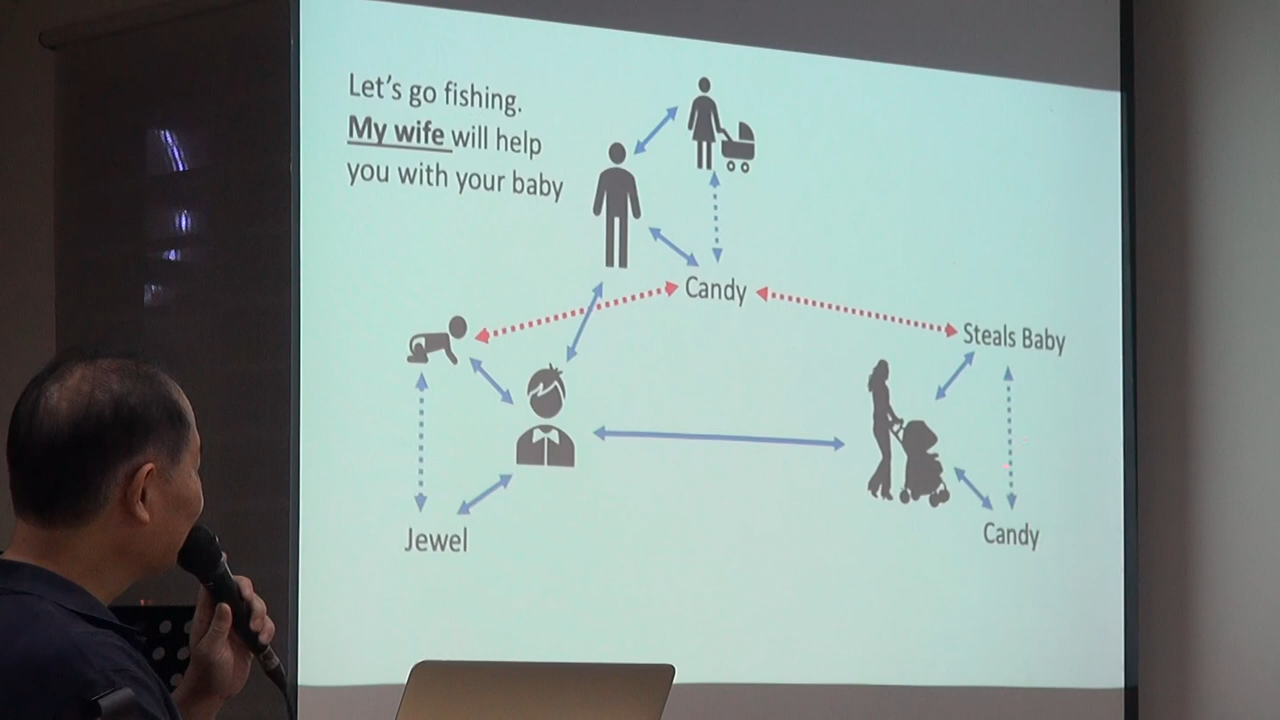 Let's go fishing.
My wife will help
you with your baby
Candy
Steals Baby
Jewel
Candy